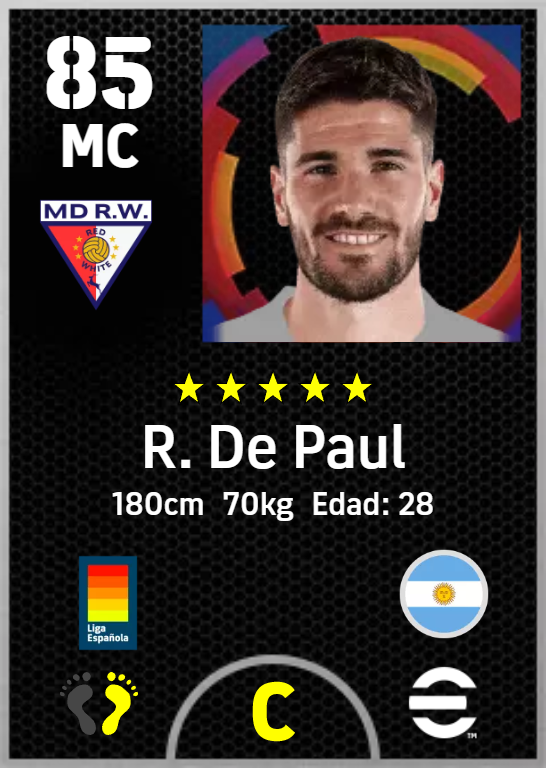 85
MC
MD R.W.
RED
WHITE
R. De Paul
180cm 70kg Edad: 28
Liga
Española
C
TM